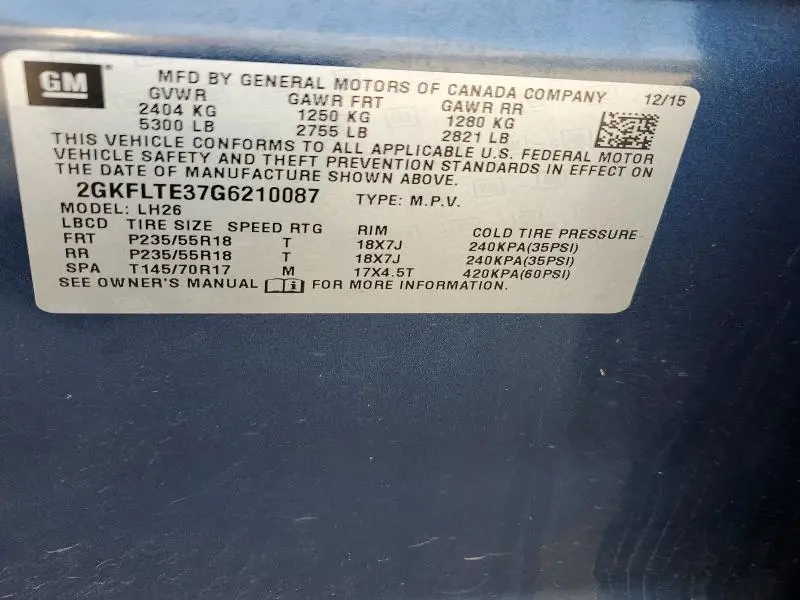 GM® MFD BY GENERAL MOTORS OF CANADA COMPANY
GVWR GAWR FRT GAWR RR 12/15
2404 KG 1250 KG 1280 KG
5300 LB 2755 LB 2821 LB
THIS VEHICLE CONFORMS TO ALL APPLICABLE U.S. FEDERAL MOTOR
VEHICLE SAFETY AND THEFT PREVENTION STANDARDS IN EFFECT ON
THE DATE OF MANUFACTURE SHOWN ABOVE.
2GKFLTE37G6210087 TYPE: M.P.V.
MODEL: LH26
LBCD TIRE SIZE SPEED RTG RIM COLD TIRE PRESSURE
FRT P235/55R18 T 18X7J 240KPA(35PSI)
RR P235/55R18 T 18X7J 240KPA(35PSI)
SPA T145/70R17 M 17X4.5T 420KPA(60PSI)
SEE OWNER'S MANUAL i FOR MORE INFORMATION.